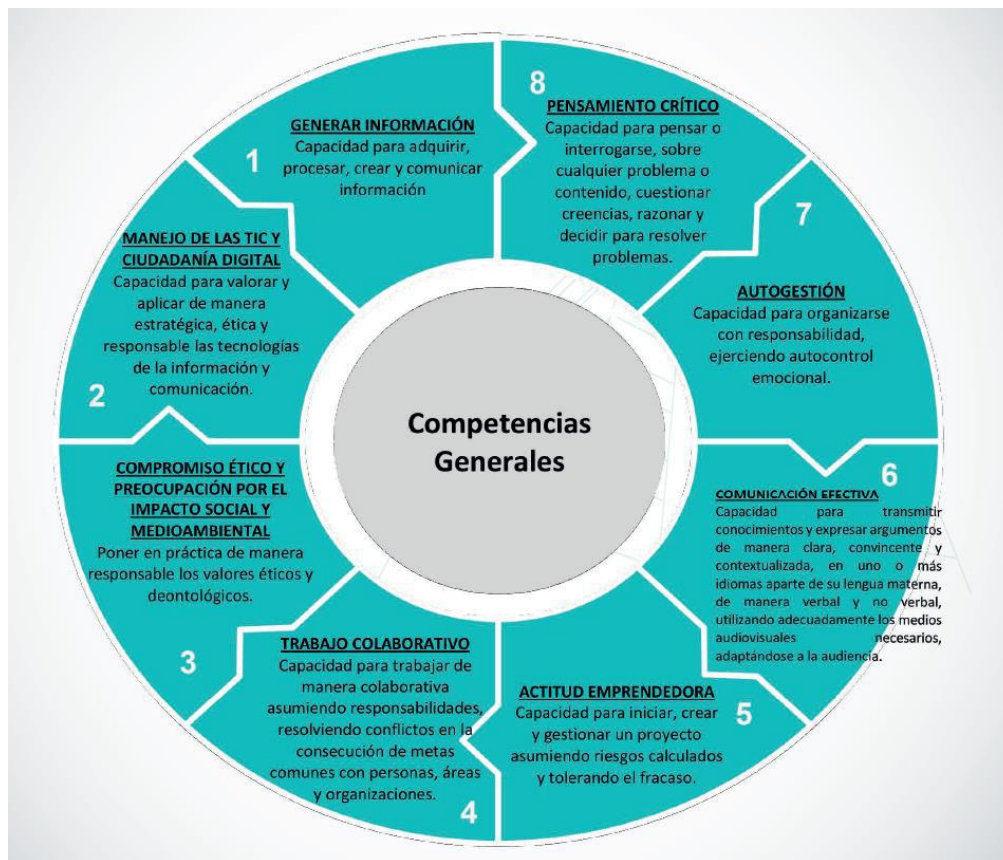 1
GENERAR INFORMACIÓN
Capacidad para adquirir,
procesar, crear y comunicar
información
2
MANEJO DE LAS TIC Y
CIUDADANÍA DIGITAL
Capacidad para valorar y
aplicar de manera
estratégica, ética y
responsable las tecnologías
de la información y
comunicación.
3
COMPROMISO ÉTICO Y
PREOCUPACIÓN POR EL
IMPACTO SOCIAL Y
MEDIOAMBIENTAL
Poner en práctica de manera
responsable los valores éticos y
deontológicos.
4
TRABAJO COLABORATIVO
Capacidad para trabajar de
manera colaborativa
asumiendo responsabilidades,
resolviendo conflictos en la
consecución de metas
comunes con personas, áreas
y organizaciones.
5
ACTITUD EMPRENDEDORA
Capacidad para iniciar, crear
y gestionar un proyecto
asumiendo riesgos calculados
y tolerando el fracaso.
6
COMUNICACIÓN EFECTIVA
Capacidad para transmitir
conocimientos y expresar argumentos
de manera clara, convincente y
contextualizada, en uno o más
idiomas aparte de su lengua materna,
de manera verbal y no verbal,
utilizando adecuadamente los medios
audiovisuales necesarios,
adaptándose a la audiencia.
7
AUTOGESTIÓN
Capacidad para organizarse
con responsabilidad,
ejerciendo autocontrol
emocional.
8
PENSAMIENTO CRÍTICO
Capacidad para pensar o
interrogarse, sobre
cualquier problema o
contenido, cuestionar
creencias, razonar y
decidir para resolver
problemas.
Competencias
Generales